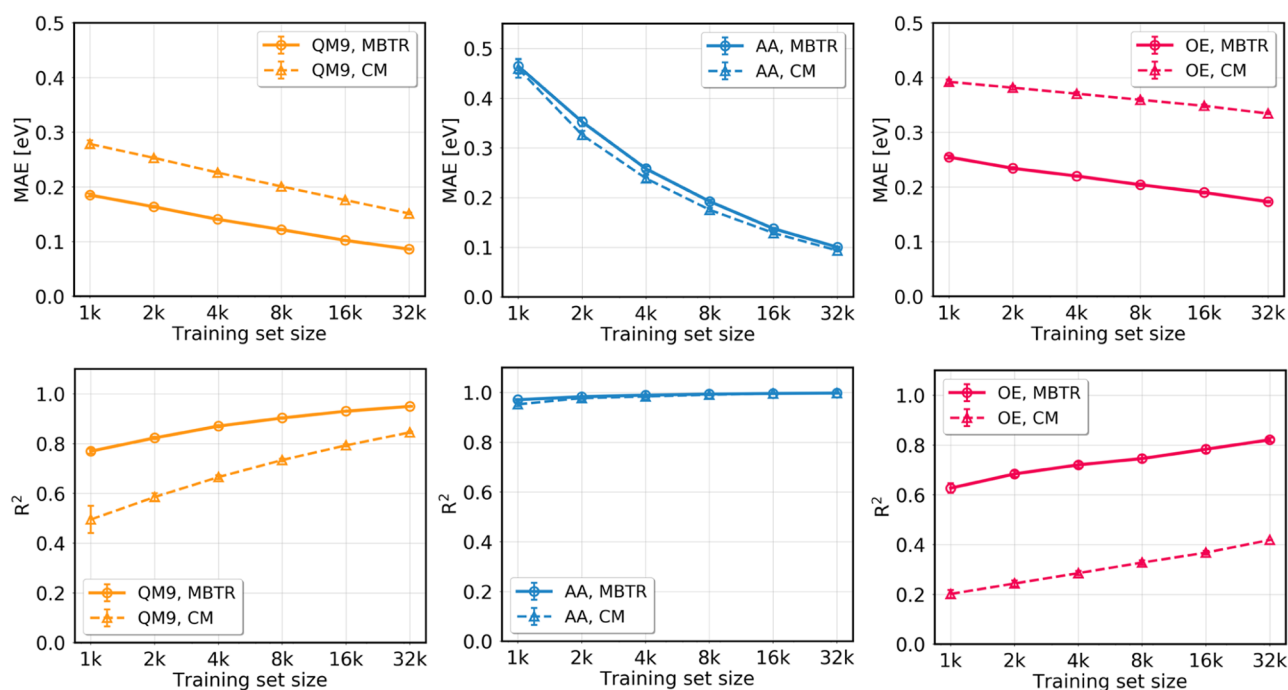 0.5
0.4
0.3
0.2
0.1
0.0
MAE [eV]
QM9, MBTR
QM9, CM
1k 2k 4k 8k 16k 32k
Training set size
0.5
0.4
0.3
0.2
0.1
0.0
MAE [eV]
AA, MBTR
AA, CM
1k 2k 4k 8k 16k 32k
Training set size
0.5
0.4
0.3
0.2
0.1
0.0
MAE [eV]
OE, MBTR
OE, CM
1k 2k 4k 8k 16k 32k
Training set size
1.0
0.8
0.6
0.4
0.2
0.0
R²
QM9, MBTR
QM9, CM
1k 2k 4k 8k 16k 32k
Training set size
1.0
0.8
0.6
0.4
0.2
0.0
R²
AA, MBTR
AA, CM
1k 2k 4k 8k 16k 32k
Training set size
1.0
0.8
0.6
0.4
0.2
0.0
R²
OE, MBTR
OE, CM
1k 2k 4k 8k 16k 32k
Training set size